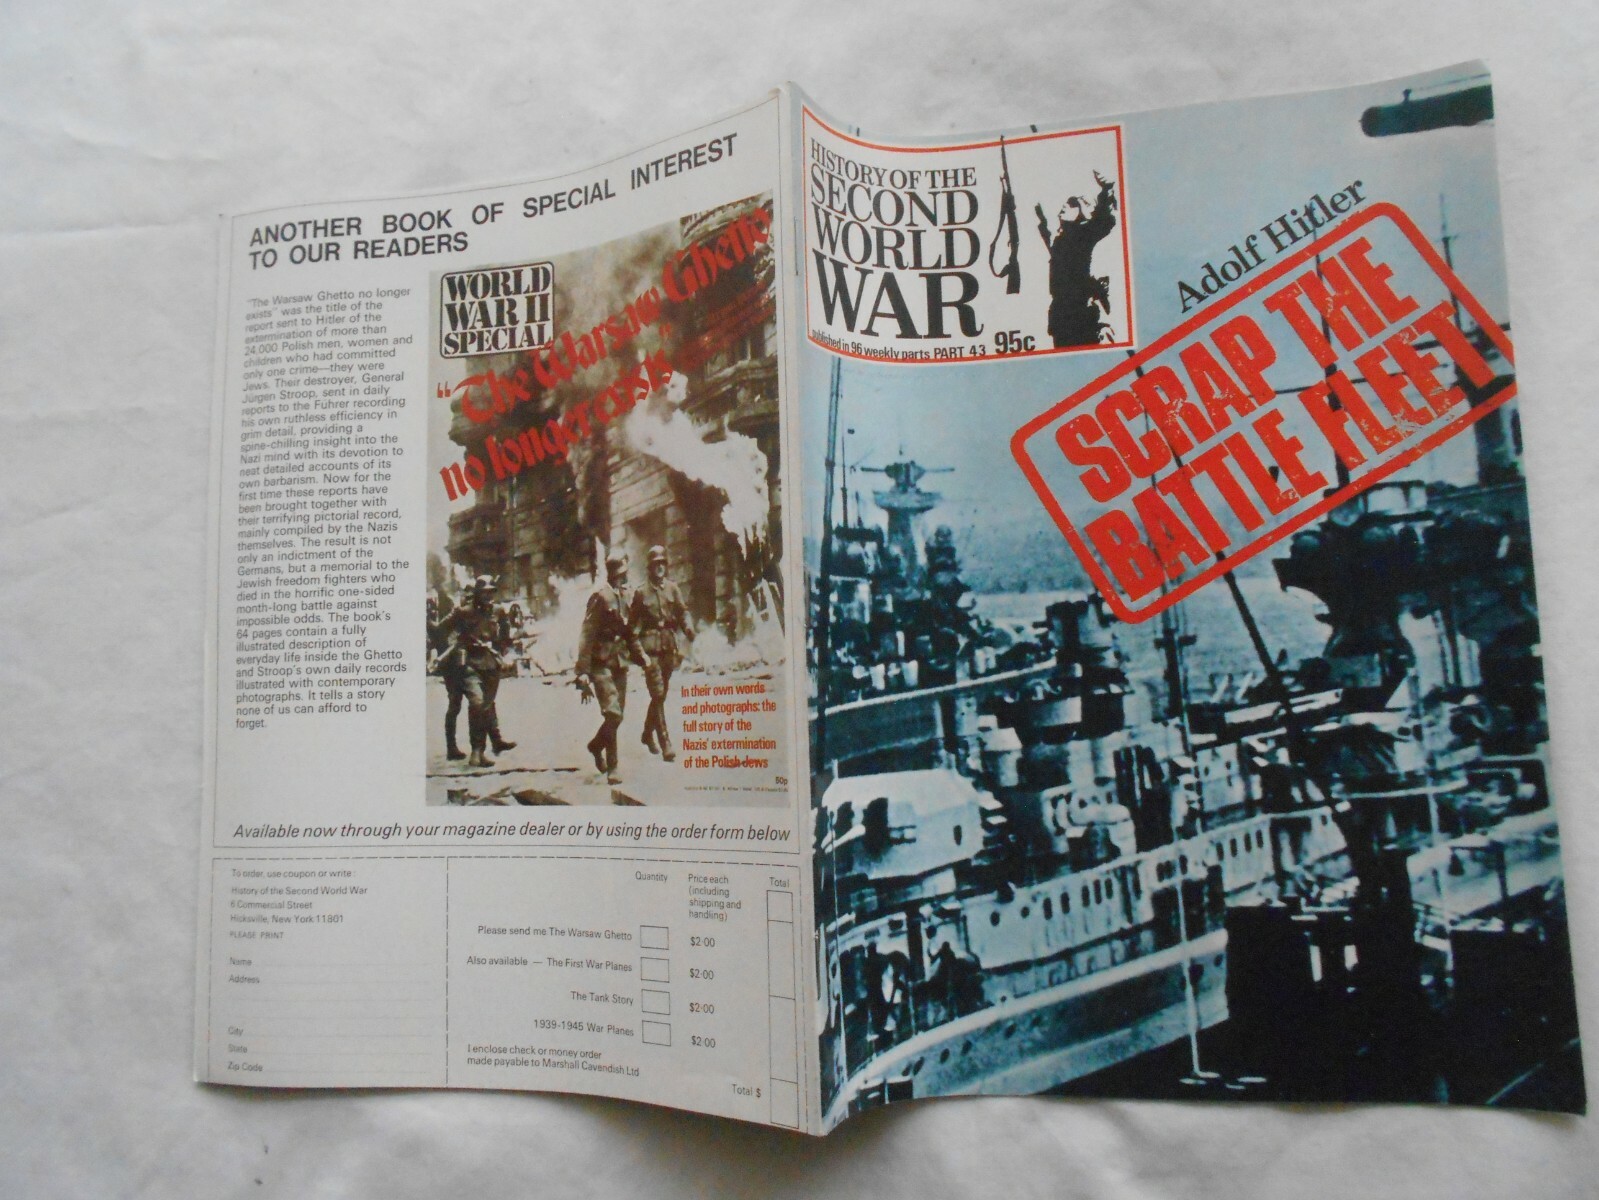 ANOTHER BOOK OF SPECIAL INTEREST
TO OUR READERS
"The Warsaw Ghetto no longer
exists" was the title of the
report sent to Hitler of the
extermination of more than
24,000 Polish men, women and
children who had committed
only one crime—they were
Jews. Their destroyer, General
Jürgen Stroop, sent in daily
reports to the Führer recording
his own ruthless efficiency in
grim detail, providing a
spine-chilling insight into the
Nazi mind with its devotion to
neat detailed accounts of its
own barbarism. Now for the
first time these reports have
been brought together with
their terrifying pictorial record,
mainly compiled by the Nazis
themselves. The result is not
only an indictment of the
Germans, but a memorial to the
Jewish freedom fighters who
died in the horrific one-sided
month-long battle against
impossible odds. The book's
64 pages contain a fully
illustrated description of
everyday life inside the Ghetto
and Stroop's own daily records
illustrated with contemporary
photographs. It tells a story
none of us can afford to
forget.
WORLD
WAR II
SPECIAL
"The Warsaw Ghetto
no longer exists
In their own words
and photographs: the
full story of the
Nazis' extermination
of the Polish Jews
50p
Available now through your magazine dealer or by using the order form below
To order, use coupon or write:
History of the Second World War
6 Commercial Street
Hicksville, New York 11801
PLEASE PRINT
Name
Address
City
State
Zip Code
Quantity
Price each
(including
shipping and
handling)
Total
Please send me The Warsaw Ghetto
$2·00
Also available — The First War Planes
$2·00
The Tank Story
$2·00
1939-1945 War Planes
$2·00
I enclose check or money order
made payable to Marshall Cavendish Ltd
Total $
HISTORY OF THE
SECOND
WORLD
WAR
published in 96 weekly parts PART 43 95c
Adolf Hitler
SCRAP THE
BATTLE FLEET